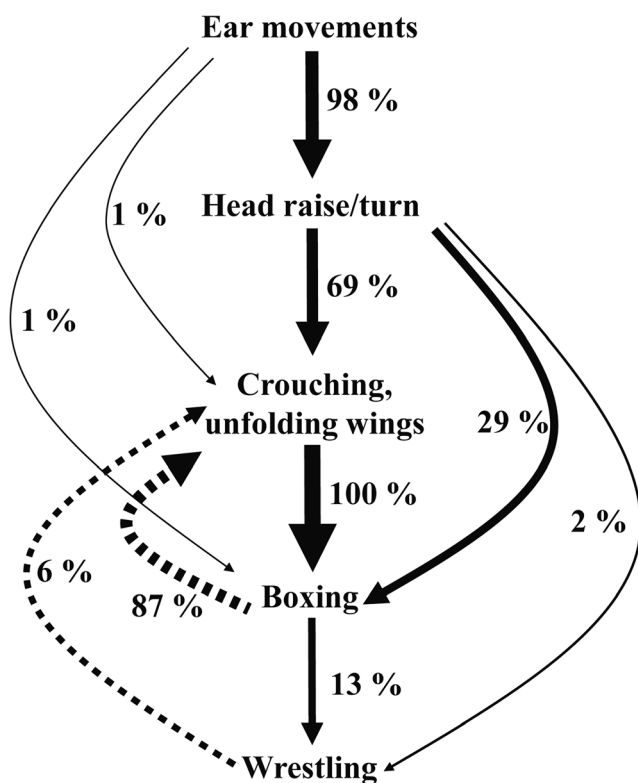 Ear movements
98 %
Head raise/turn
1 %
69 %
1 %
Crouching,
unfolding wings
29 %
100 %
2 %
6 %
87 %
Boxing
13 %
Wrestling